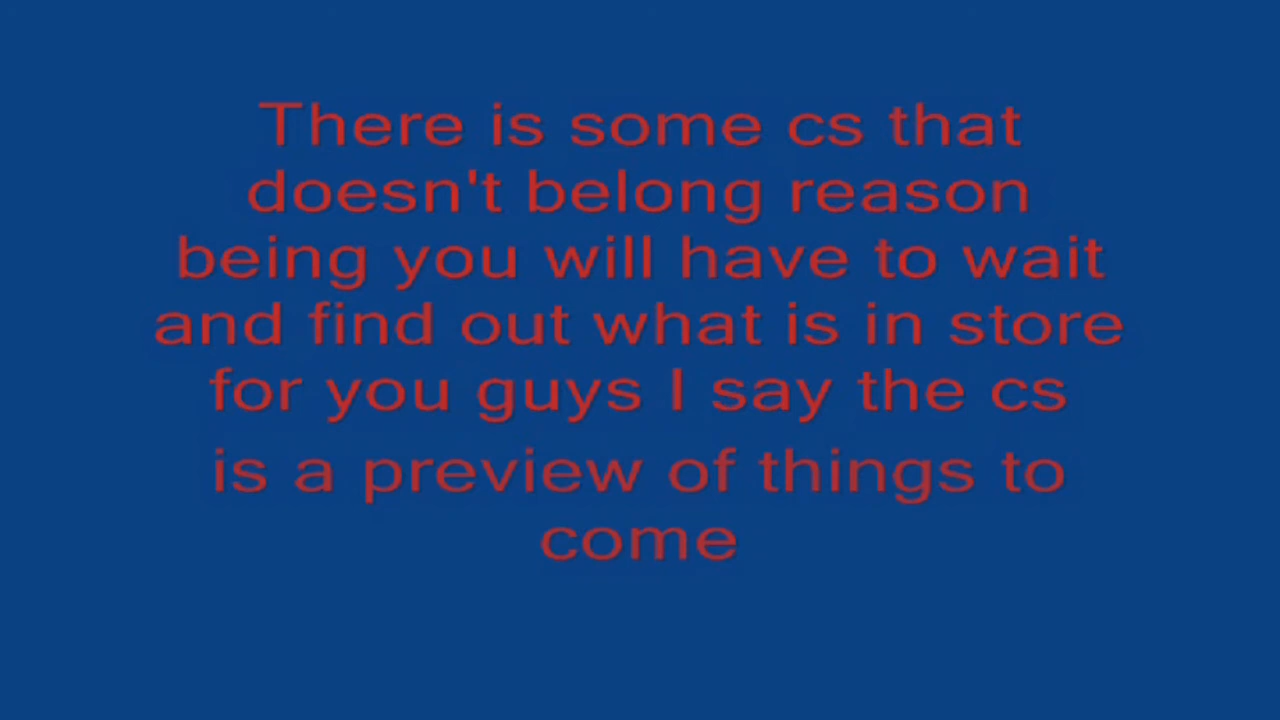 There is some cs that
doesn't belong reason
being you will have to wait
and find out what is in store
for you guys I say the cs
is a preview of things to
come